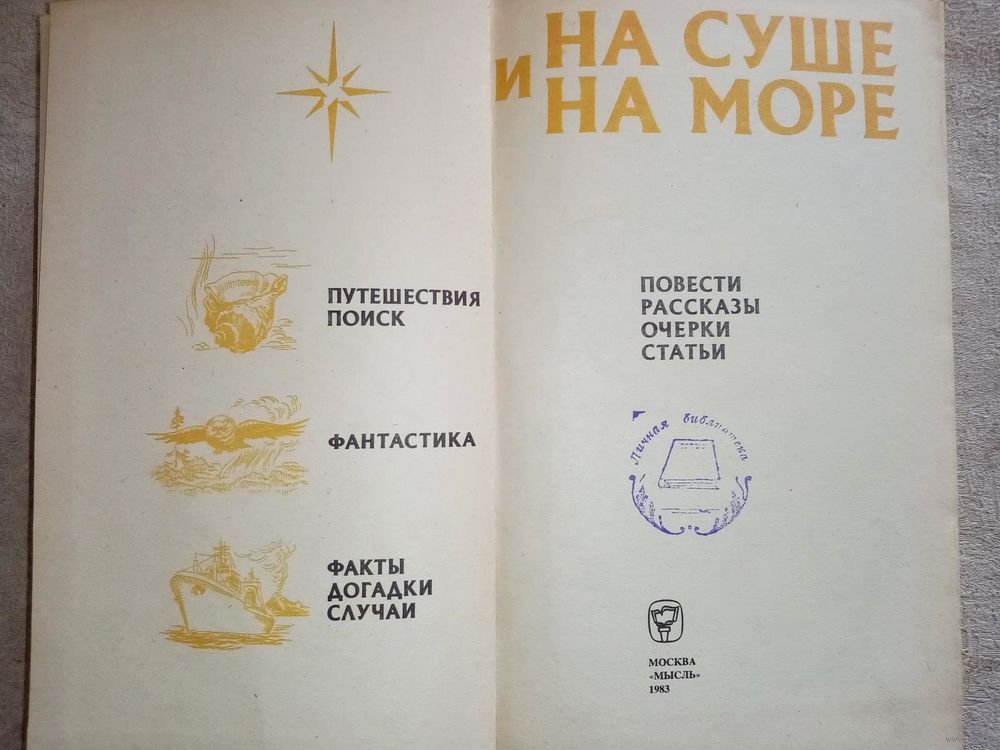 ПУТЕШЕСТВИЯ
ПОИСК
ФАНТАСТИКА
ФАКТЫ
ДОГАДКИ
СЛУЧАИ
НА СУШЕ
И НА МОРЕ
ПОВЕСТИ
РАССКАЗЫ
ОЧЕРКИ
СТАТЬИ
Личная библиотека
МОСКВА
«МЫСЛЬ»
1983